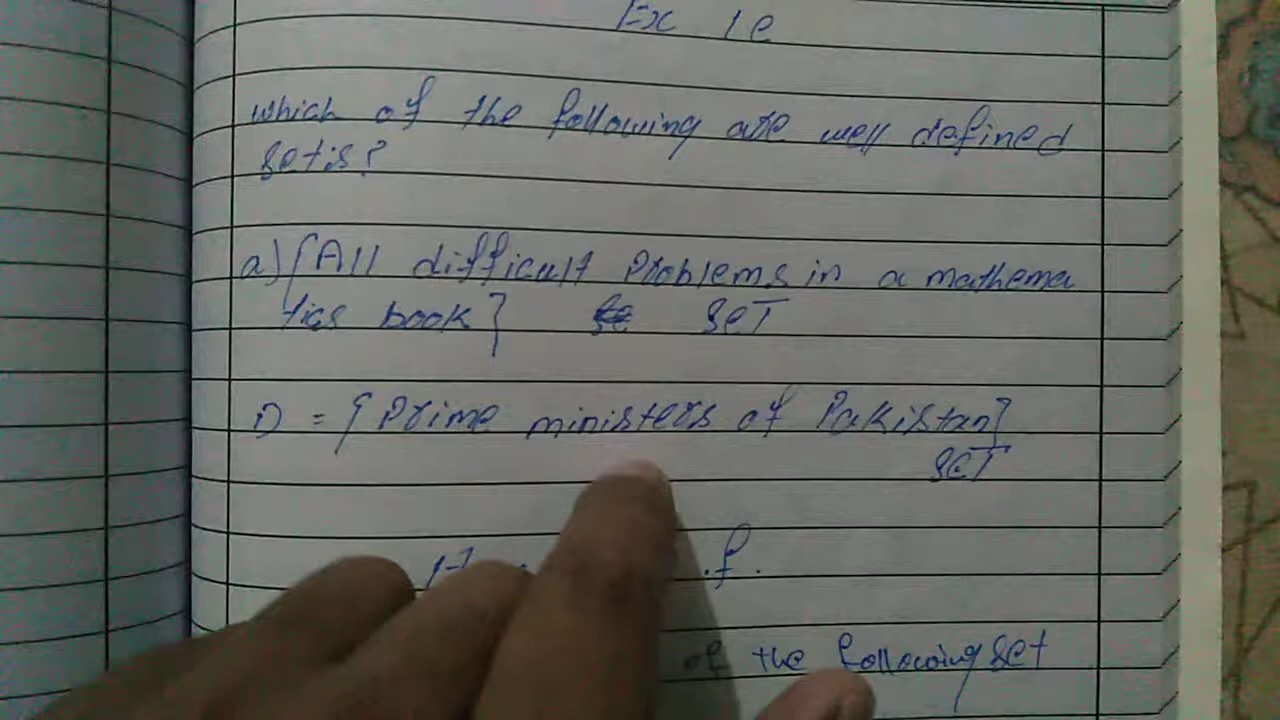 Ex 1e
which of the following are well defined
sets?
a) {All difficult Problems in a mathema
tics book} SET
D = {Prime ministers of Pakistan}
SET
of the following set